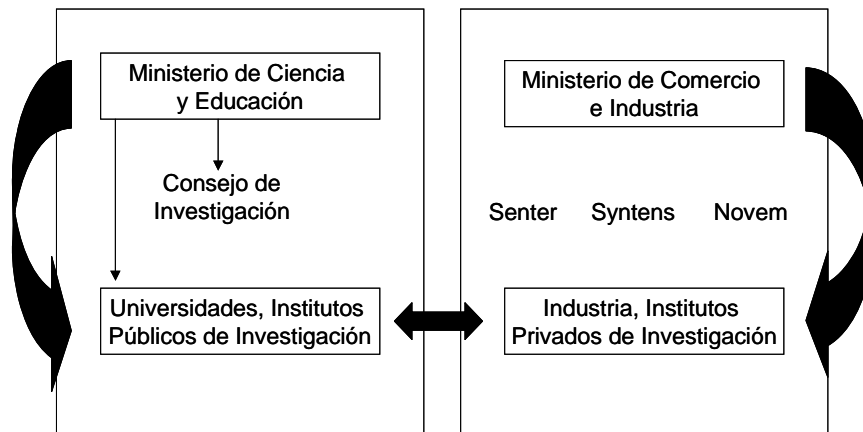 Ministerio de Ciencia
y Educación
Consejo de
Investigación
Universidades, Institutos
Públicos de Investigación
Ministerio de Comercio
e Industria
Senter Syntens Novem
Industria, Institutos
Privados de Investigación